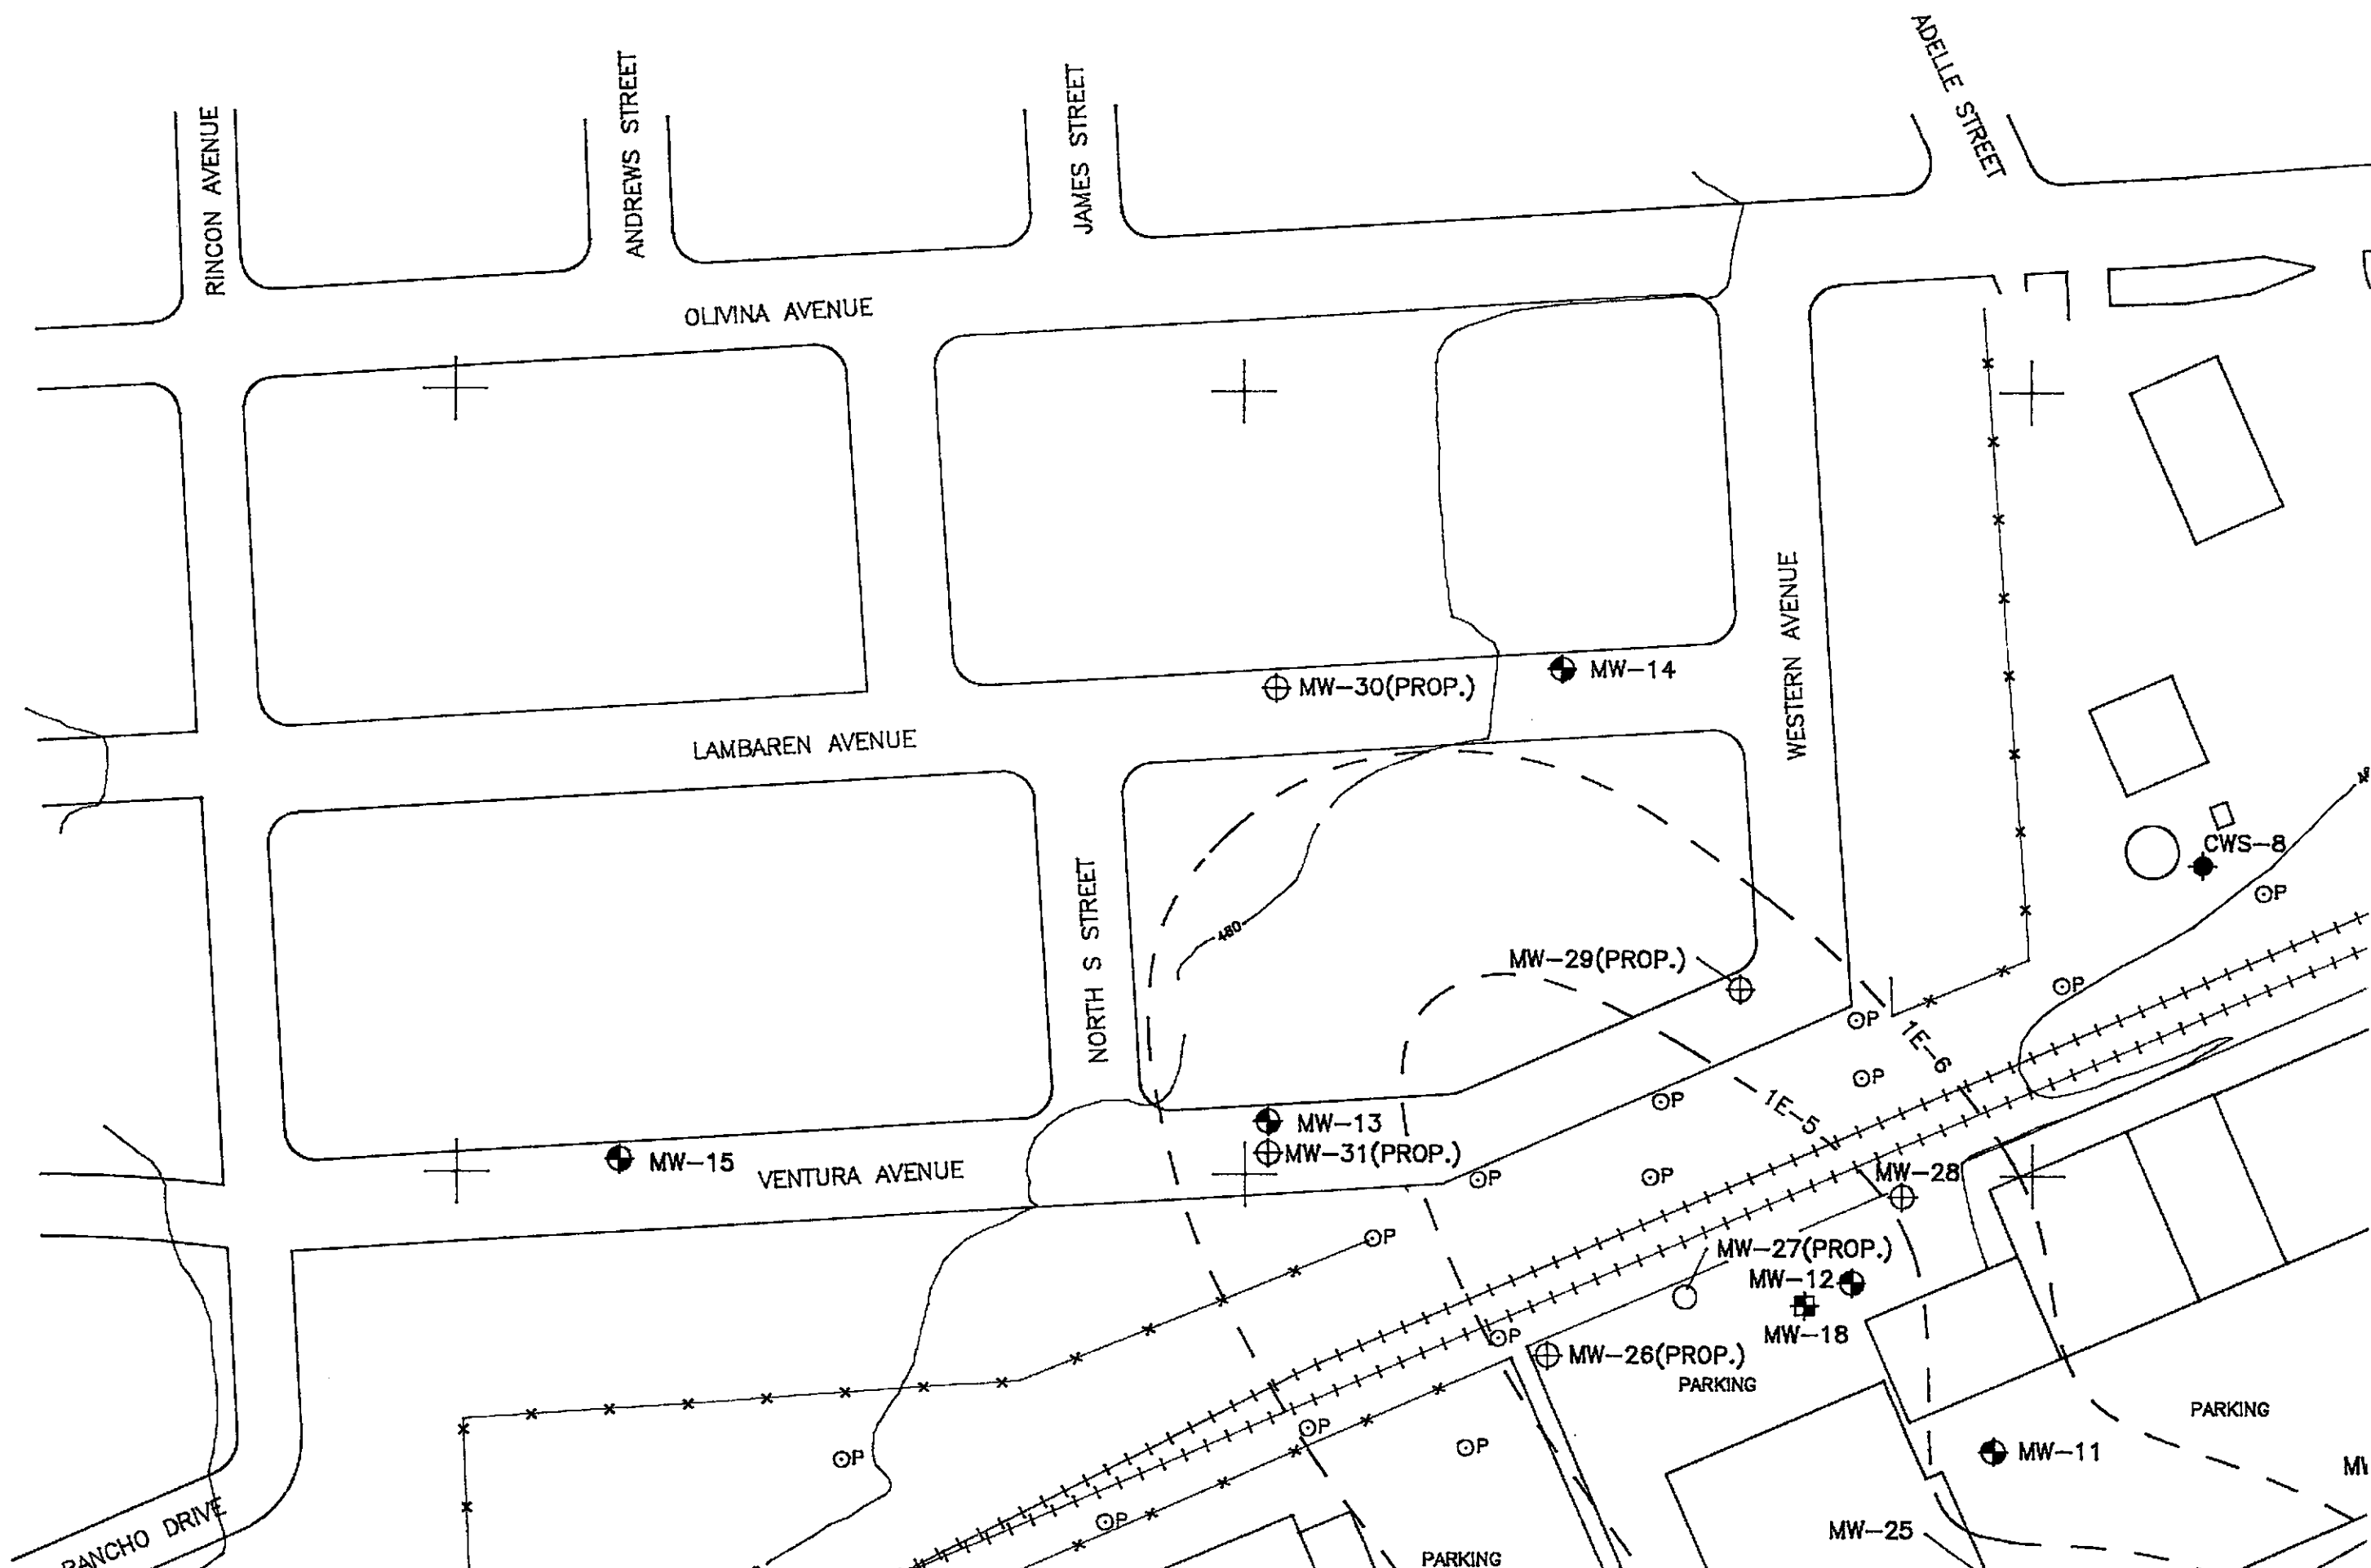 RINCON AVENUE
ANDREWS STREET
JAMES STREET
ADELLE STREET
OLIVINA AVENUE
WESTERN AVENUE
MW-14
MW-30(PROP.)
LAMBAREN AVENUE
CWS-8
P
480
NORTH S STREET
MW-29(PROP.)
P
P
1E-6
P
1E-5
P
MW-13
MW-31(PROP.)
MW-15
VENTURA AVENUE
P
P
MW-28
P
MW-27(PROP.)
MW-12
MW-18
P
MW-26(PROP.)
PARKING
PARKING
P
P
P
MW-11
P
RANCHO DRIVE
MW-25
PARKING